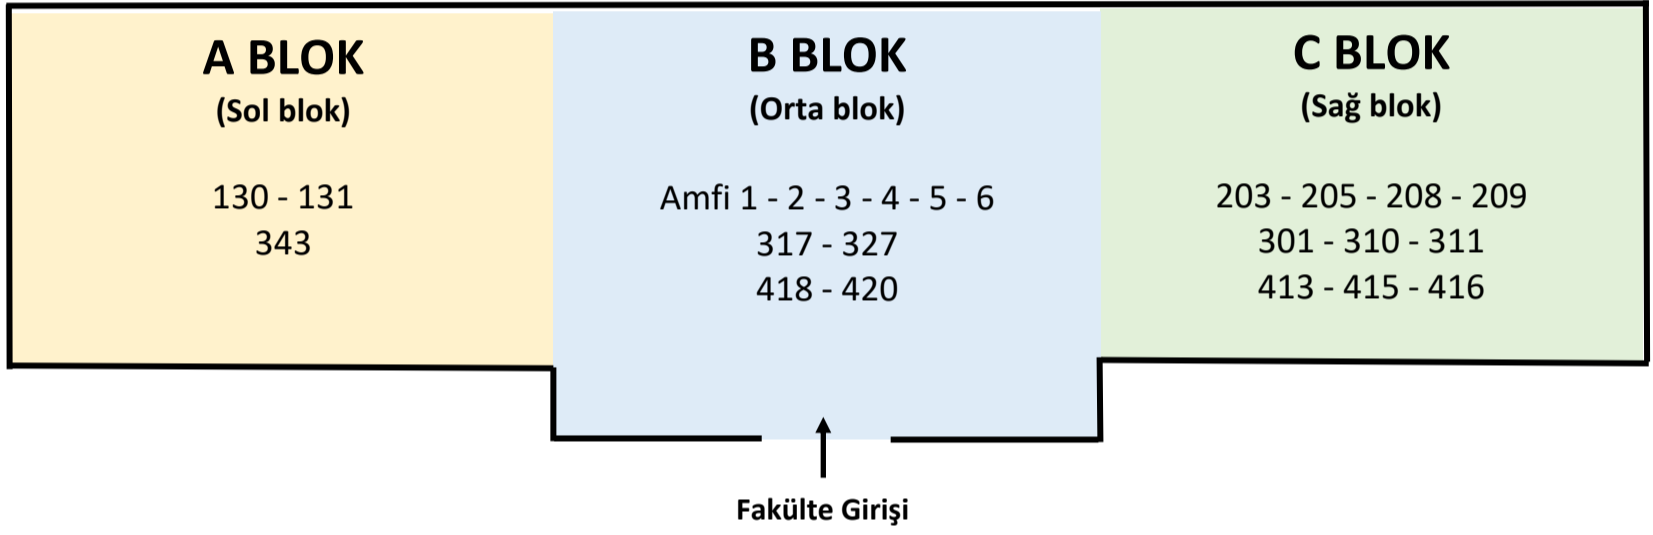 A BLOK
(Sol blok)
130 - 131
343
B BLOK
(Orta blok)
Amfi 1 - 2 - 3 - 4 - 5 - 6
317 - 327
418 - 420
C BLOK
(Sağ blok)
203 - 205 - 208 - 209
301 - 310 - 311
413 - 415 - 416
Fakülte Girişi